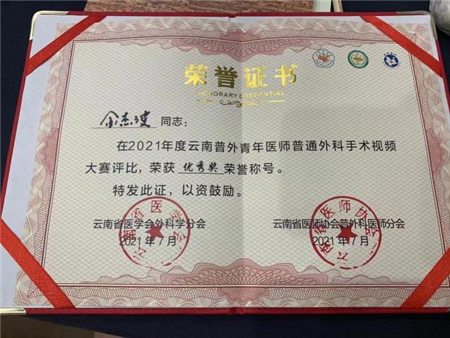 荣誉证书
HONORARY CREDENTIAL
同志：
在2021年度云南普外青年医师普通外科手术视频
大赛评比，荣获 优秀奖 荣誉称号。
特发此证，以资鼓励。
云南省医学会外科学分会
2021年7月
云南省医师协会普外科医师分会
2021年7月